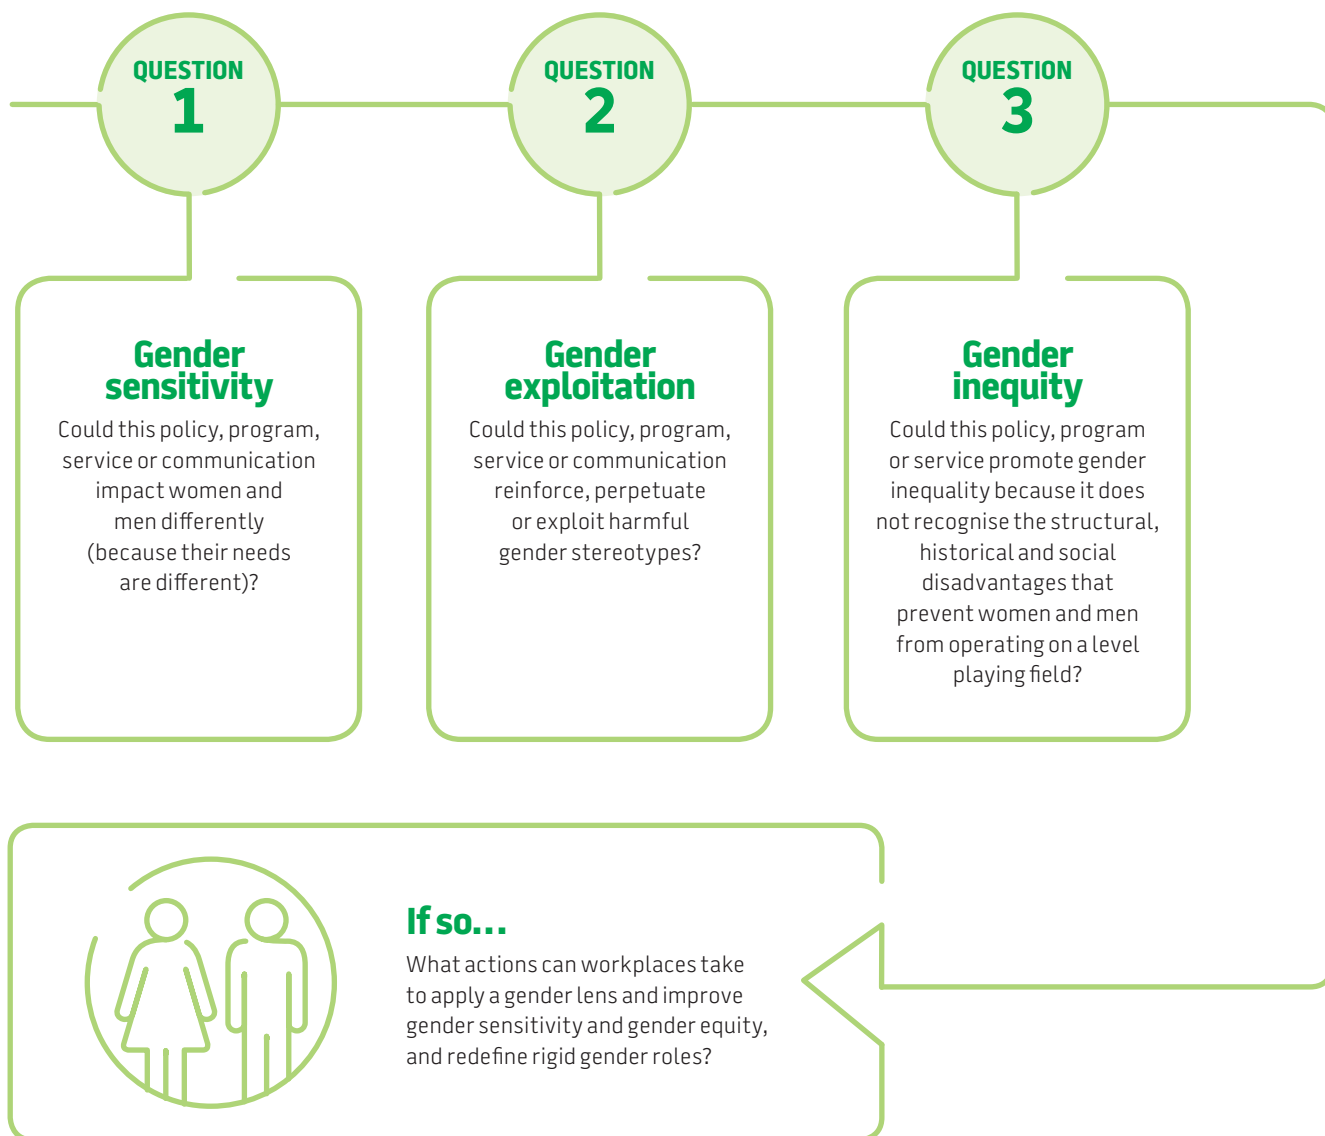 QUESTION
1
Gender
sensitivity
Could this policy, program,
service or communication
impact women and
men differently
(because their needs
are different)?
QUESTION
2
Gender
exploitation
Could this policy, program,
service or communication
reinforce, perpetuate
or exploit harmful
gender stereotypes?
QUESTION
3
Gender
inequity
Could this policy, program
or service promote gender
inequality because it does
not recognise the structural,
historical and social
disadvantages that
prevent women and men
from operating on a level
playing field?
If so...
What actions can workplaces take
to apply a gender lens and improve
gender sensitivity and gender equity,
and redefine rigid gender roles?